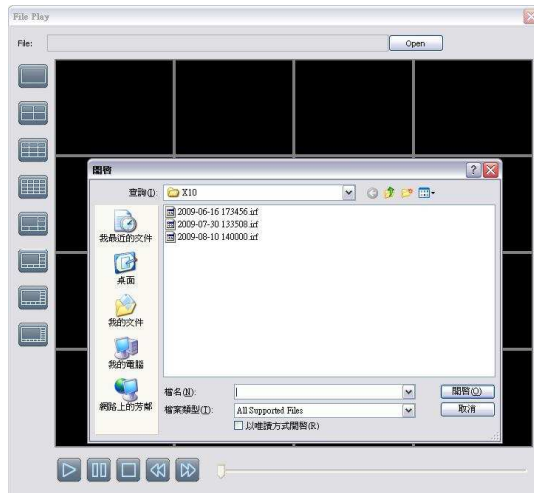 File Play
File:
Open
開啟
查詢(I):
X10
我最近的文件
桌面
我的文件
我的電腦
網路上的芳鄰
2009-06-16 173456.irf
2009-07-30 133508.irf
2009-08-10 140000.irf
檔名(N):
開啟(O)
檔案類型(T):
All Supported Files
取消
以唯讀方式開啟(R)